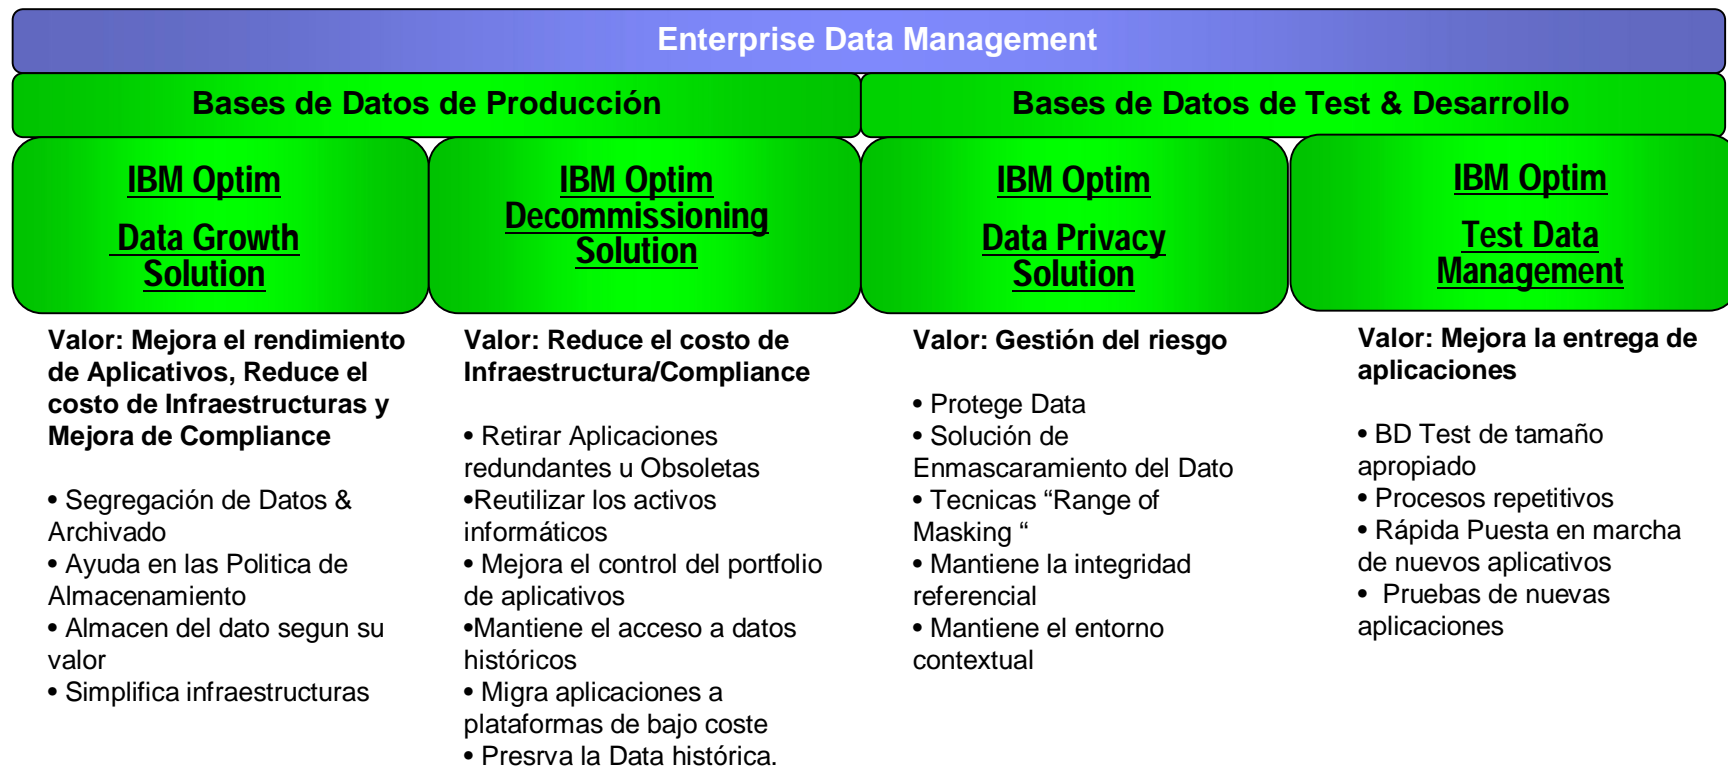 Enterprise Data Management
Bases de Datos de Producción
Bases de Datos de Test & Desarrollo
IBM Optim
Data Growth
Solution
IBM Optim
Decommissioning
Solution
IBM Optim
Data Privacy
Solution
IBM Optim
Test Data
Management
Valor: Mejora el rendimiento
de Aplicativos, Reduce el
costo de Infraestructuras y
Mejora de Compliance
• Segregación de Datos &
Archivado
• Ayuda en las Politica de
Almacenamiento
• Almacen del dato segun su
valor
• Simplifica infraestructuras
Valor: Reduce el costo de
Infraestructura/Compliance
• Retirar Aplicaciones
redundantes u Obsoletas
•Reutilizar los activos
informáticos
• Mejora el control del portfolio
de aplicativos
•Mantiene el acceso a datos
históricos
• Migra aplicaciones a
plataformas de bajo coste
• Presrva la Data histórica.
Valor: Gestión del riesgo
• Protege Data
• Solución de
Enmascaramiento del Dato
• Tecnicas “Range of
Masking “
• Mantiene la integridad
referencial
• Mantiene el entorno
contextual
Valor: Mejora la entrega de
aplicaciones
• BD Test de tamaño
apropiado
• Procesos repetitivos
• Rápida Puesta en marcha
de nuevos aplicativos
• Pruebas de nuevas
aplicaciones